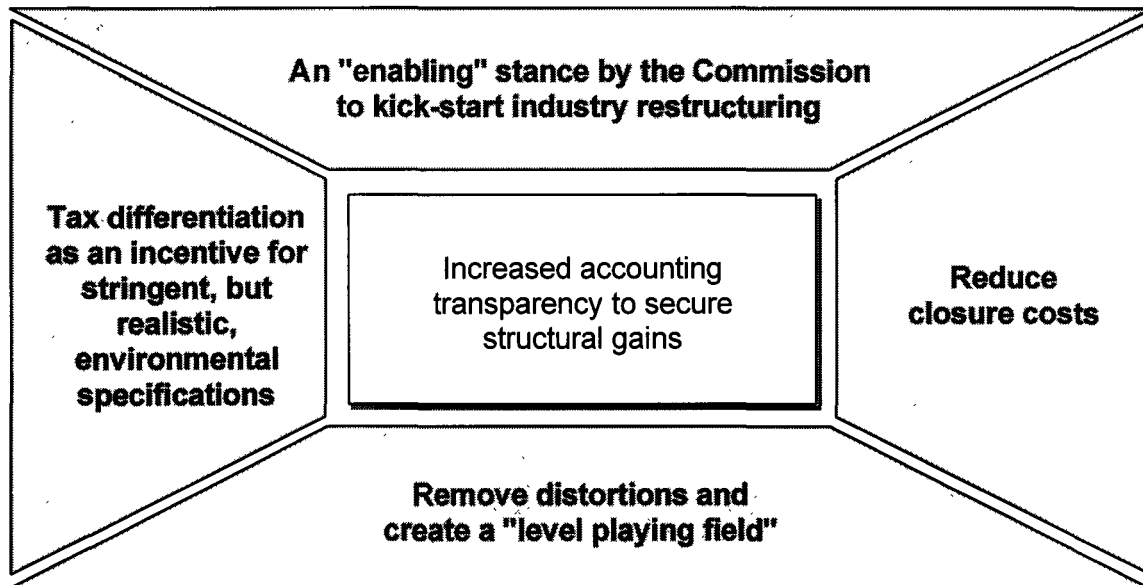 An "enabling" stance by the Commission
to kick-start industry restructuring
Tax differentiation
as an incentive for
stringent, but
realistic,
environmental
specifications
Increased accounting
transparency to secure
structural gains
Reduce
closure costs
Remove distortions and
create a "level playing field"